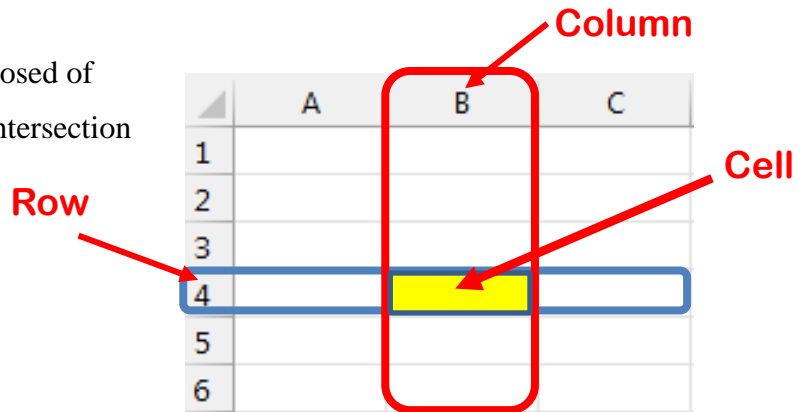 Column
osed of
A B C
ntersection
1
Cell
Row
2
3
4
5
6